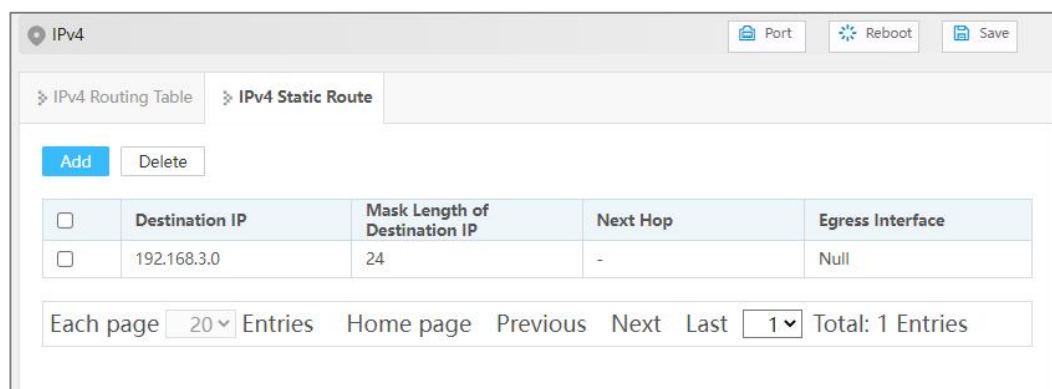 IPv4 Port Reboot Save
IPv4 Routing Table IPv4 Static Route
Add Delete
Destination IP Mask Length of Destination IP Next Hop Egress Interface
192.168.3.0 24 - Null
Each page 20 Entries Home page Previous Next Last 1 Total: 1 Entries